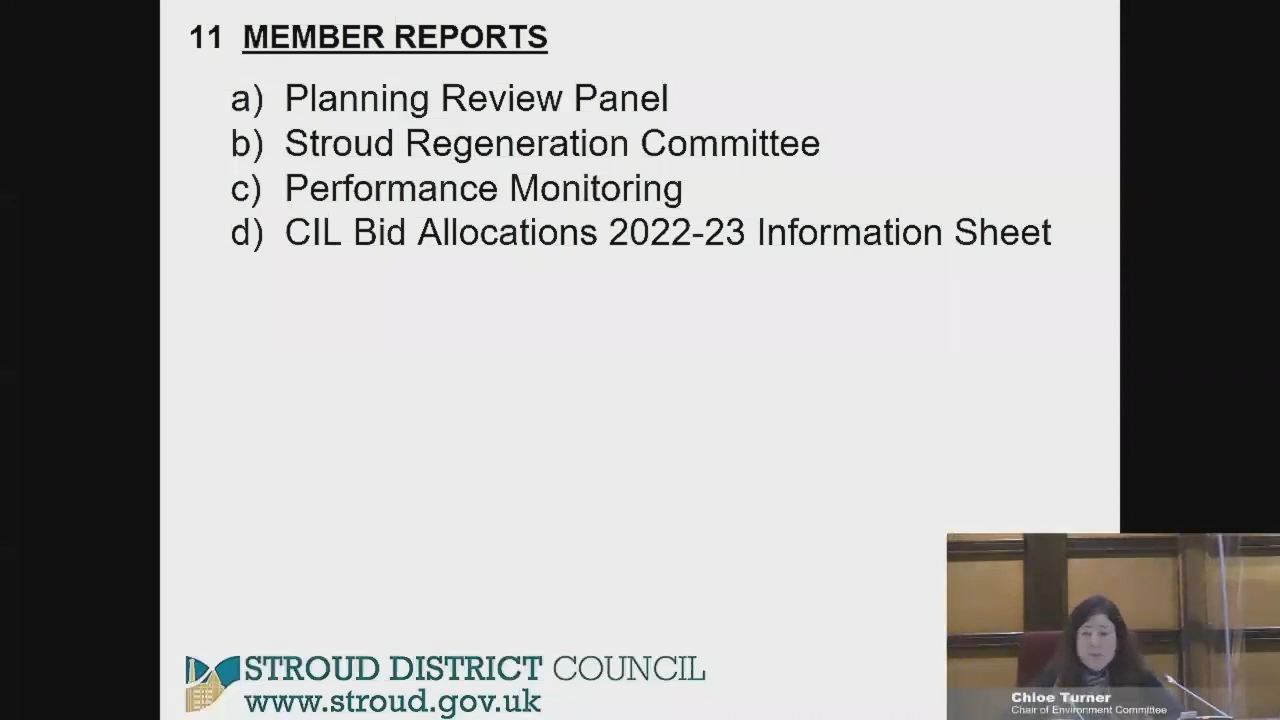 11 MEMBER REPORTS
a) Planning Review Panel
b) Stroud Regeneration Committee
c) Performance Monitoring
d) CIL Bid Allocations 2022-23 Information Sheet
STROUD DISTRICT COUNCIL
www.stroud.gov.uk
Chloe Turner
Chair of Environment Committee